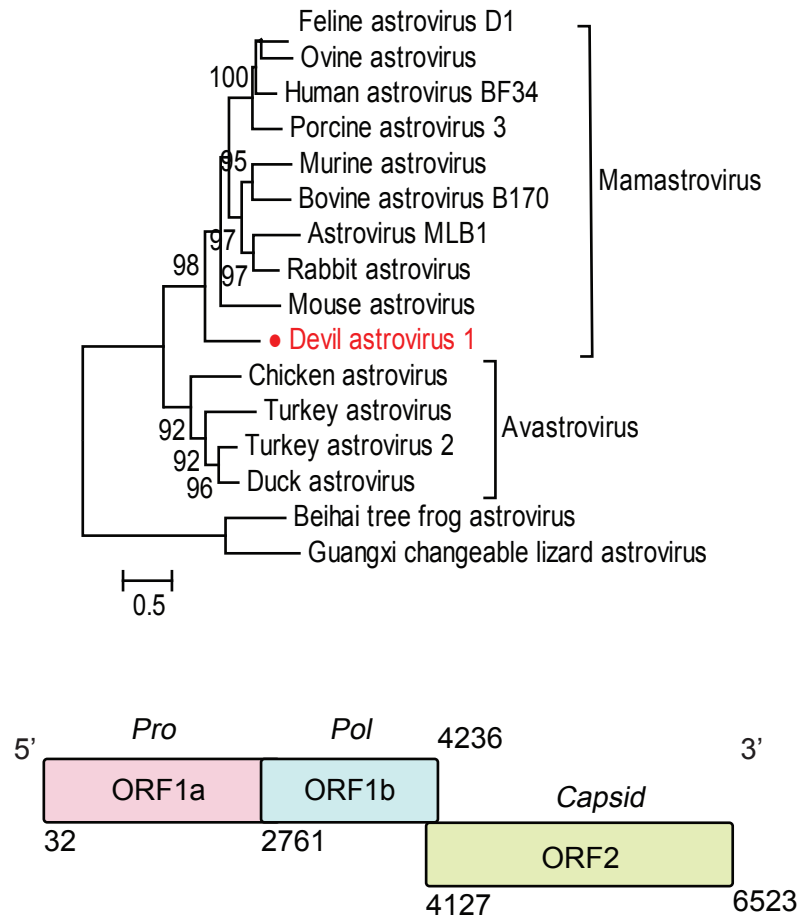 Feline astrovirus D1
Ovine astrovirus
100
Human astrovirus BF34
Porcine astrovirus 3
95
Murine astrovirus
Mamastrovirus
Bovine astrovirus B170
97
Astrovirus MLB1
98
97
Rabbit astrovirus
Mouse astrovirus
Devil astrovirus 1
Chicken astrovirus
Turkey astrovirus
92
Avastrovirus
Turkey astrovirus 2
92
96
Duck astrovirus
Beihai tree frog astrovirus
Guangxi changeable lizard astrovirus
0.5
5’
Pro
Pol
4236
3’
ORF1a
ORF1b
Capsid
32
2761
ORF2
4127
6523